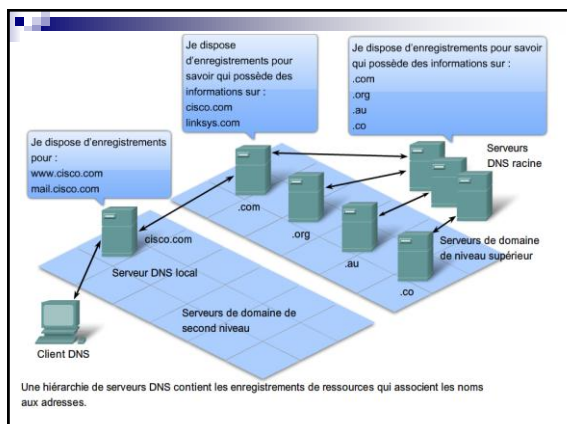 Je dispose
d'enregistrements pour
savoir qui possède des
informations sur :
cisco.com
linksys.com
Je dispose d'enregistrements pour savoir
qui possède des informations sur :
.com
.org
.au
.co
Je dispose d'enregistrements
pour :
www.cisco.com
mail.cisco.com
Serveurs
DNS racine
.com
.org
.au
.co
Serveurs de domaine
de niveau supérieur
cisco.com
Serveur DNS local
Serveurs de domaine de
second niveau
Client DNS
Une hiérarchie de serveurs DNS contient les enregistrements de ressources qui associent les noms
aux adresses.